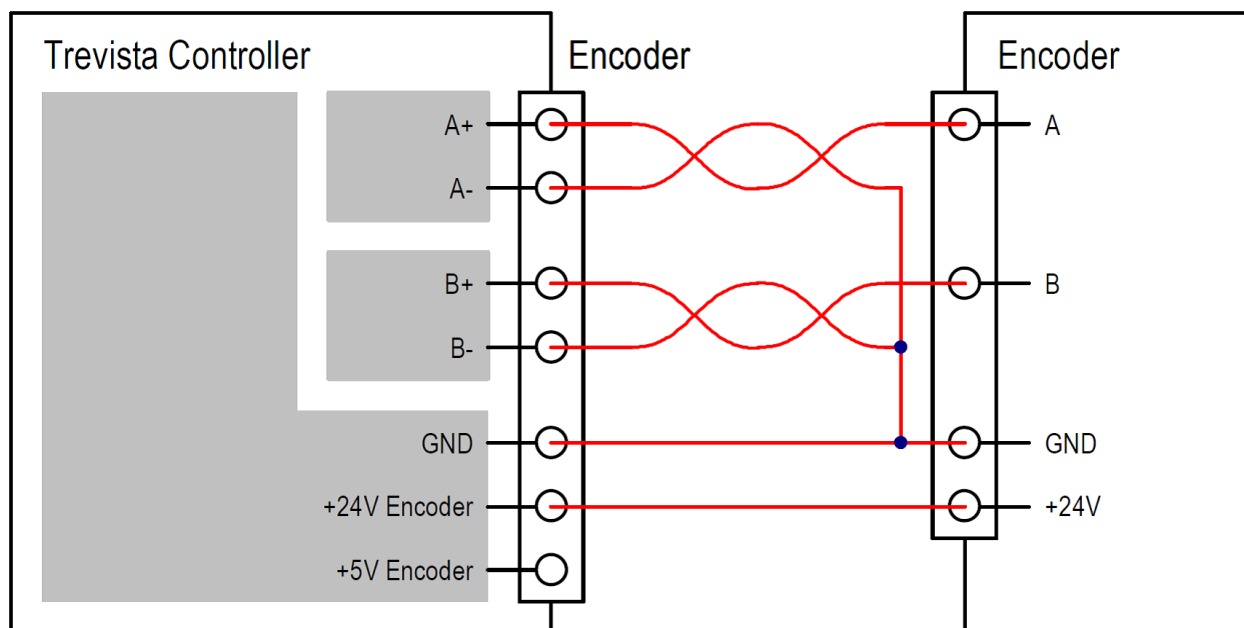 Trevista Controller
Encoder
Encoder
A+
A
A-
B+
B
B-
GND
GND
+24V Encoder
+24V
+5V Encoder